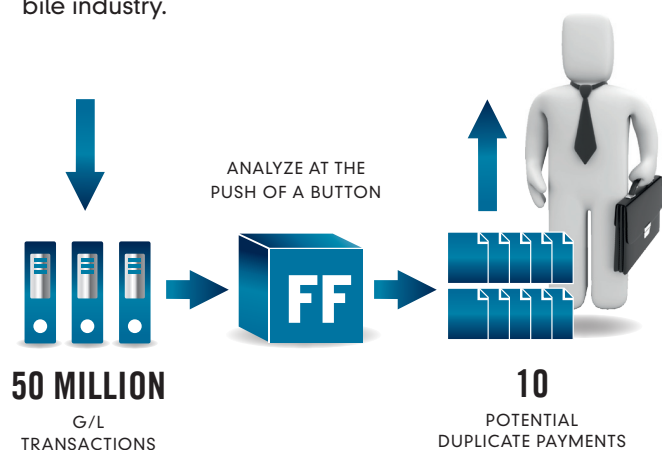 bile industry.
ANALYZE AT THE
PUSH OF A BUTTON
FF
50 MILLION
G/L
TRANSACTIONS
10
POTENTIAL
DUPLICATE PAYMENTS